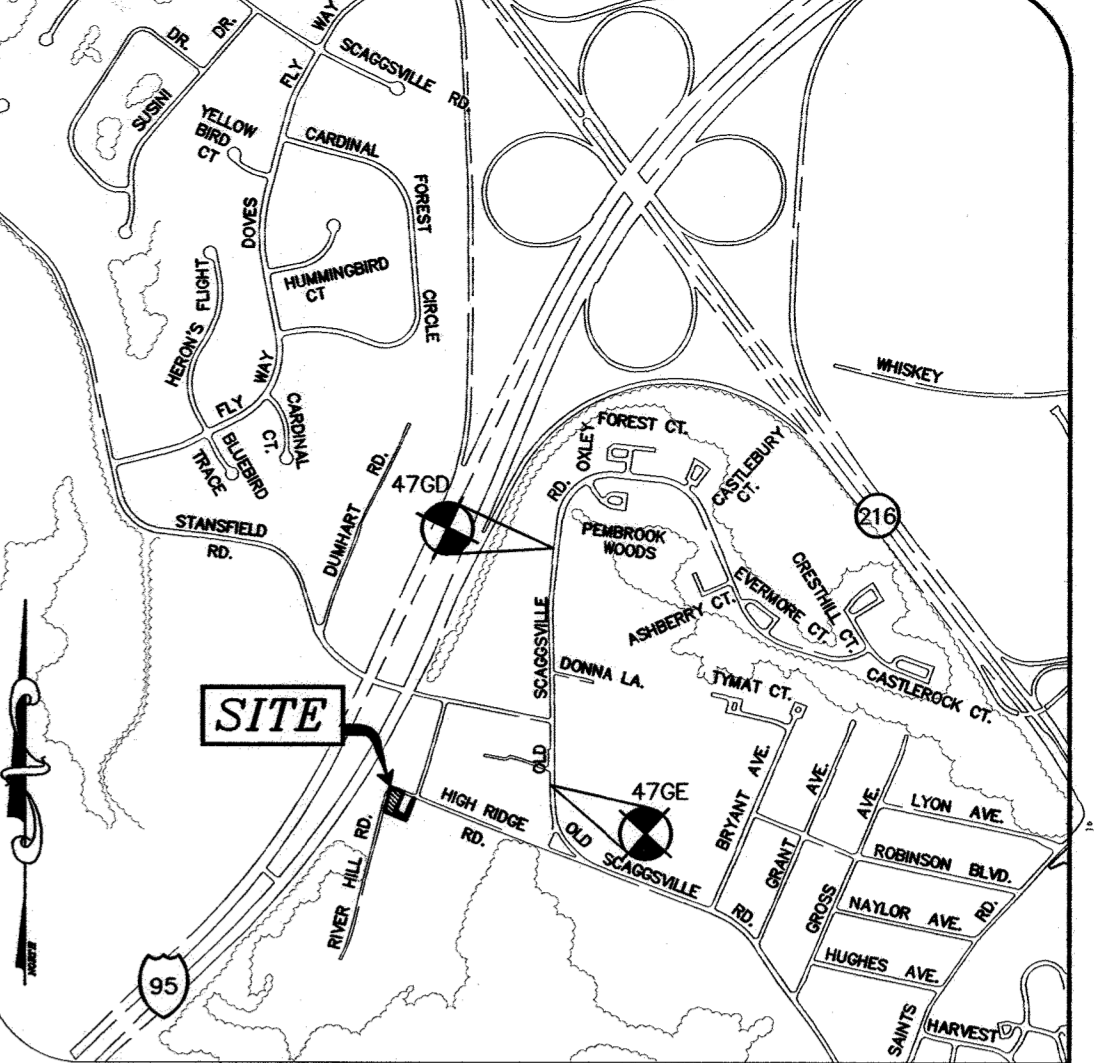 DR.
DR.
WAY
FLY
SUSINI
SCAGGSVILLE RD.
YELLOW
BIRD
CT
CARDINAL
FOREST
CIRCLE
DOVES
HUMMINGBIRD
CT
HERON'S FLIGHT
WAY
FLY
CARDINAL
CT.
BLUEBIRD
TRACE
WHISKEY
STANSFIELD
RD.
DUMHART RD.
47GD
OXLEY
FOREST CT.
RD.
CASTLEBURY
CT.
PEMBROOK
WOODS
216
ASHBERRY CT.
EVERMORE CT.
CRESTHILL CT.
CASTLEROCK CT.
SCAGGSVILLE
OLD
DONNA LA.
TYMAT CT.
SITE
HIGH RIDGE
RD.
RIVER HILL RD.
47GE
OLD
SCAGGSVILLE
RD.
BRYANT AVE.
GRANT
AVE.
GROSS
AVE.
LYON AVE.
ROBINSON BLVD.
NAYLOR AVE.
HUGHES AVE.
RD.
SAINTS
HARVEST
95
NORTH